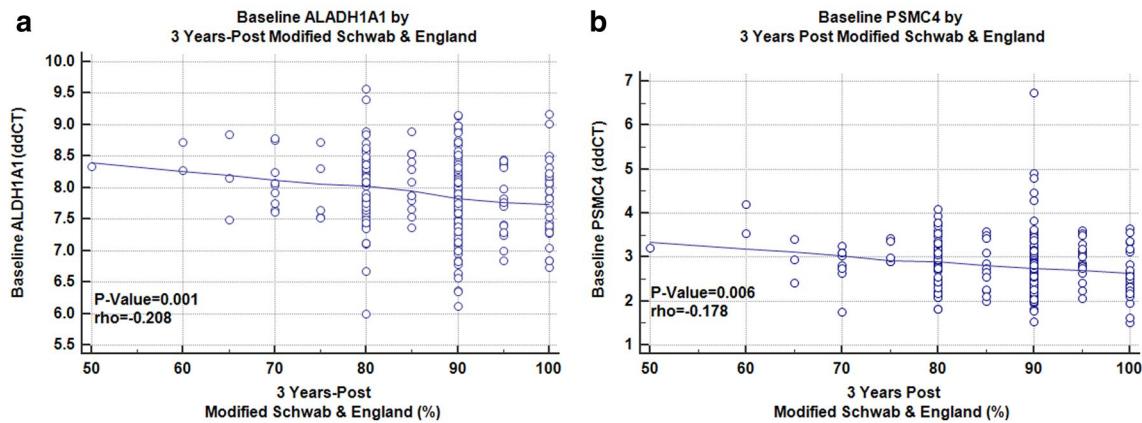 a
Baseline ALADH1A1 by
3 Years-Post Modified Schwab & England
Baseline ALDH1A1 (ddCT)
10.0
9.5
9.0
8.5
8.0
7.5
7.0
6.5
6.0
5.5
P-Value=0.001
rho=-0.208
50 60 70 80 90 100
3 Years-Post
Modified Schwab & England (%)
b
Baseline PSMC4 by
3 Years Post Modified Schwab & England
Baseline PSMC4 (ddCT)
7
6
5
4
3
2
1
P-Value=0.006
rho=-0.178
50 60 70 80 90 100
3 Years Post
Modified Schwab & England (%)